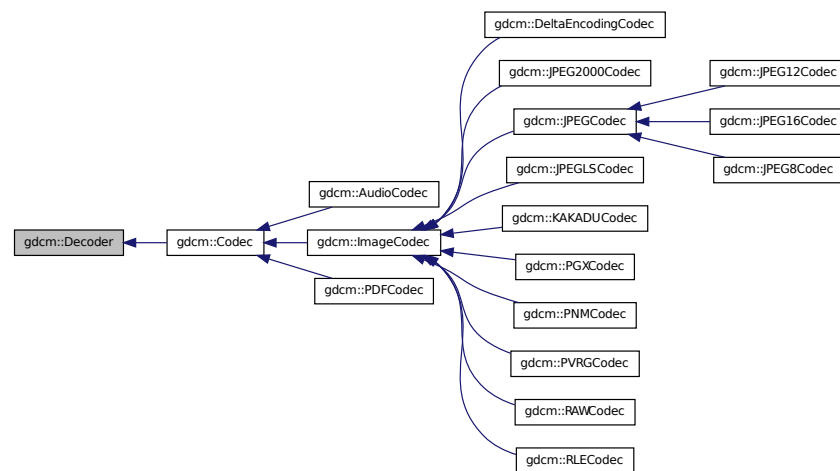 gdcm::DeltaEncodingCodec
gdcm::JPEG2000Codec
gdcm::JPEG12Codec
gdcm::JPEGCodec
gdcm::JPEG16Codec
gdcm::JPEGLSCodec
gdcm::JPEG8Codec
gdcm::AudioCodec
gdcm::KAKADUCodec
gdcm::Decoder
gdcm::Codec
gdcm::ImageCodec
gdcm::PGXCodec
gdcm::PDFCodec
gdcm::PNMCodec
gdcm::PVRGCodec
gdcm::RAWCodec
gdcm::RLECodec